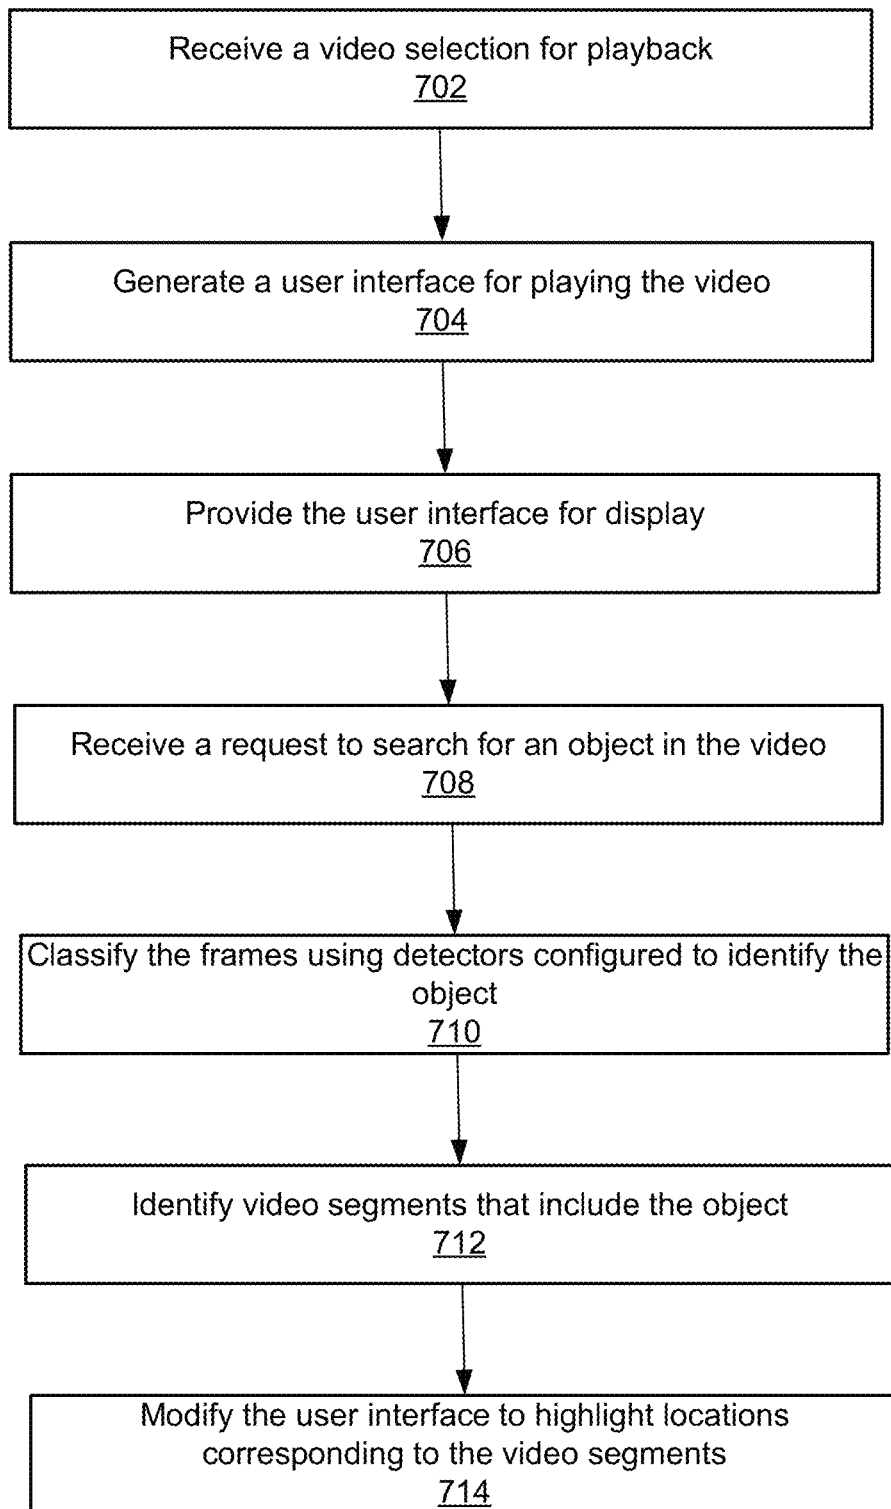 Receive a video selection for playback
702
Generate a user interface for playing the video
704
Provide the user interface for display
706
Receive a request to search for an object in the video
708
Classify the frames using detectors configured to identify the
object
710
Identify video segments that include the object
712
Modify the user interface to highlight locations
corresponding to the video segments
714